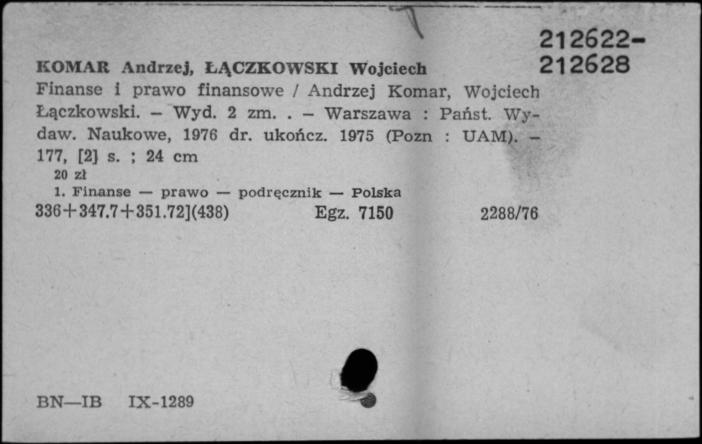 212622-
212628
KOMAR Andrzej, ŁĄCZKOWSKI Wojciech
Finanse i prawo finansowe / Andrzej Komar, Wojciech
Łączkowski. — Wyd. 2 zm. . — Warszawa : Państ. Wy-
daw. Naukowe, 1976 dr. ukończ. 1975 (Pozn : UAM). —
177, [2] s. ; 24 cm
20 zł
1. Finanse — prawo — podręcznik — Polska
336+347.7+351.72](438) Egz. 7150 2288/76
BN—IB IX-1289